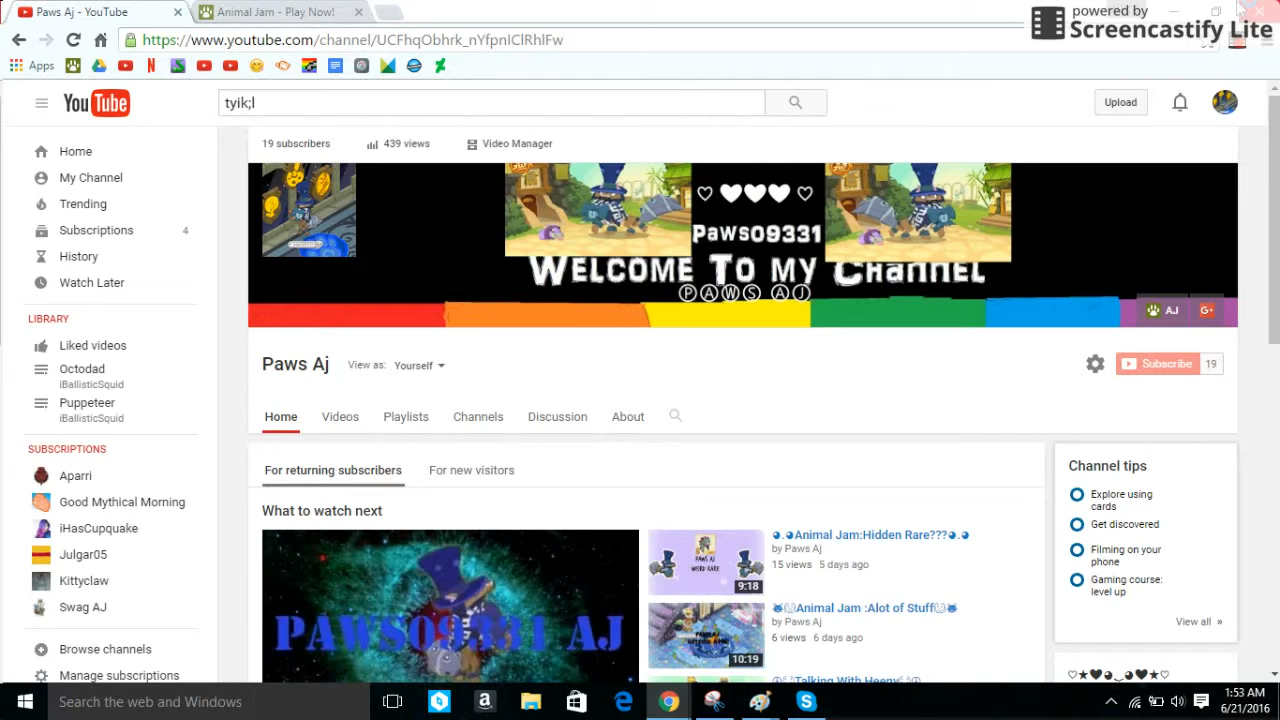 Paws Aj - YouTube
Animal Jam - Play Now!
powered by
Screencastify Lite
https://www.youtube.com/channel/UCFhqObhrk_nYfpnIClRhlFw
Apps
YouTube
tyik;l
Upload
19 subscribers
439 views
Video Manager
Home
My Channel
Trending
Subscriptions 4
History
Watch Later
LIBRARY
Liked videos
Octodad
iBallisticSquid
Puppeteer
iBallisticSquid
SUBSCRIPTIONS
Aparri
Good Mythical Morning
iHasCupquake
Julgar05
Kittyclaw
Swag AJ
Browse channels
Manage subscriptions
♡♥♥♥♡
Paws09331
WELCOME TO MY CHANNEL
ⓅⒶⓌⓈ ⒶⒿ
AJ
G+
Paws Aj
View as: Yourself
Subscribe 19
Home Videos Playlists Channels Discussion About
For returning subscribers
For new visitors
What to watch next
PAWS09331 AJ
PAWS AJ
WEIRD RARE
9:18
◕.◕Animal Jam:Hidden Rare???◕.◕
by Paws Aj
15 views 5 days ago
10:19
Animal Jam :Alot of Stuff
by Paws Aj
6 views 6 days ago
Talking With Heeny
Channel tips
Explore using
cards
Get discovered
Filming on your
phone
Gaming course:
level up
View all »
♡★♥◕‿◕♥★♡
Search the web and Windows
1:53 AM
6/21/2016